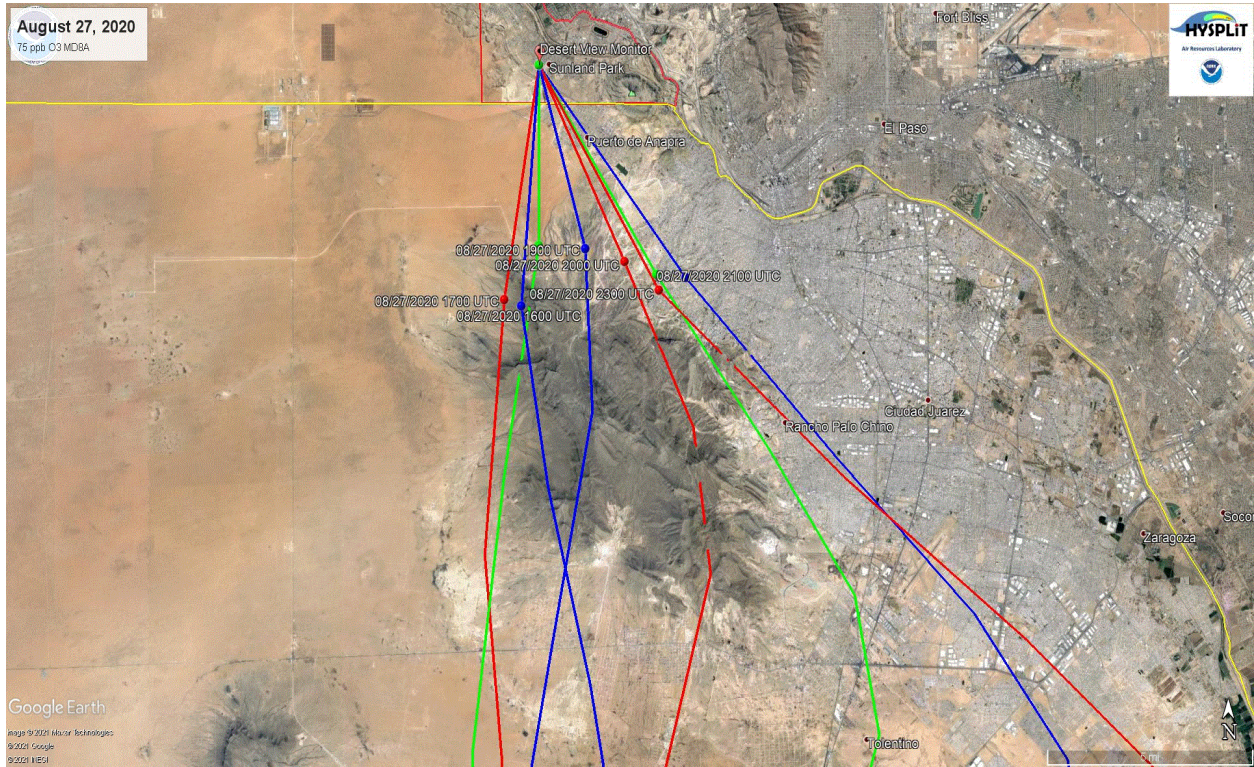 August 27, 2020
75 ppb O3 MD8A
HYSPLIT
Air Resources Laboratory
Fort Bliss
Desert View Monitor
Sunland Park
El Paso
Puerto de Anapra
08/27/2020 1900 UTC
08/27/2020 2000 UTC
08/27/2020 2100 UTC
08/27/2020 2300 UTC
08/27/2020 1700 UTC
08/27/2020 1600 UTC
Ciudad Juarez
Rancho Palo Chino
Socor
Zaragoza
Tolentino
Google Earth
Image © 2021 Maxar Technologies
© 2021 Google
© 2021 INEGI
N